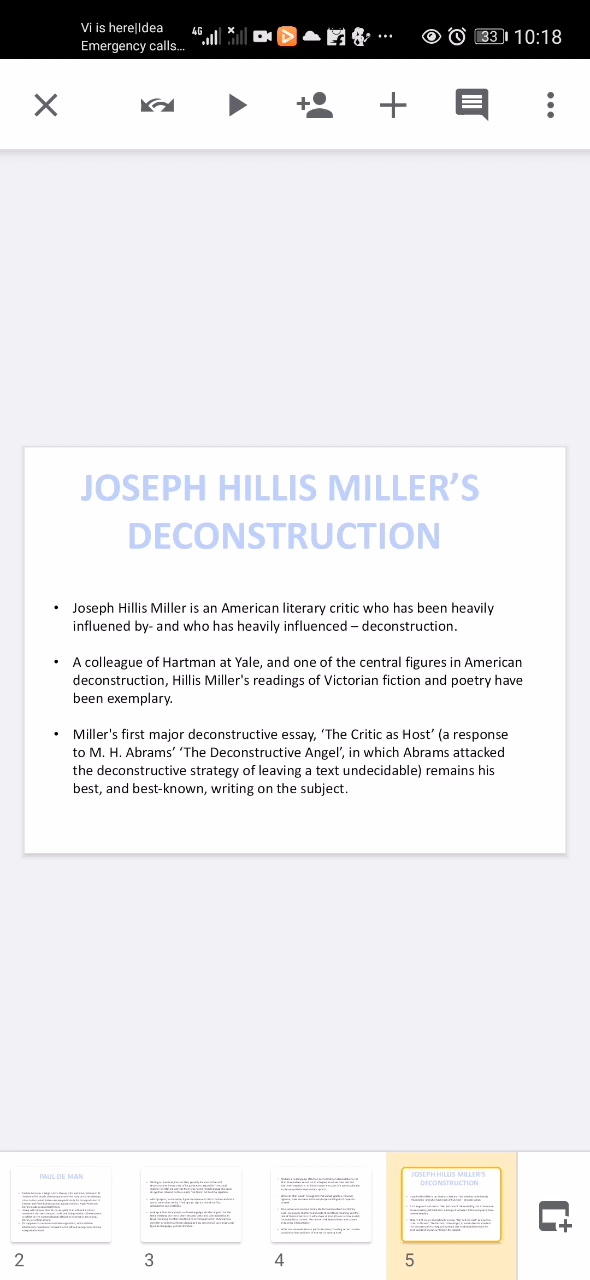 Vi is here|Idea
Emergency calls...
4G
33
10:18
JOSEPH HILLIS MILLER’S
DECONSTRUCTION
• Joseph Hillis Miller is an American literary critic who has been heavily
influened by- and who has heavily influenced – deconstruction.
• A colleague of Hartman at Yale, and one of the central figures in American
deconstruction, Hillis Miller's readings of Victorian fiction and poetry have
been exemplary.
• Miller's first major deconstructive essay, ‘The Critic as Host’ (a response
to M. H. Abrams’ ‘The Deconstructive Angel’, in which Abrams attacked
the deconstructive strategy of leaving a text undecidable) remains his
best, and best-known, writing on the subject.
PAUL DE MAN
JOSEPH HILLIS MILLER’S
DECONSTRUCTION
2
3
4
5